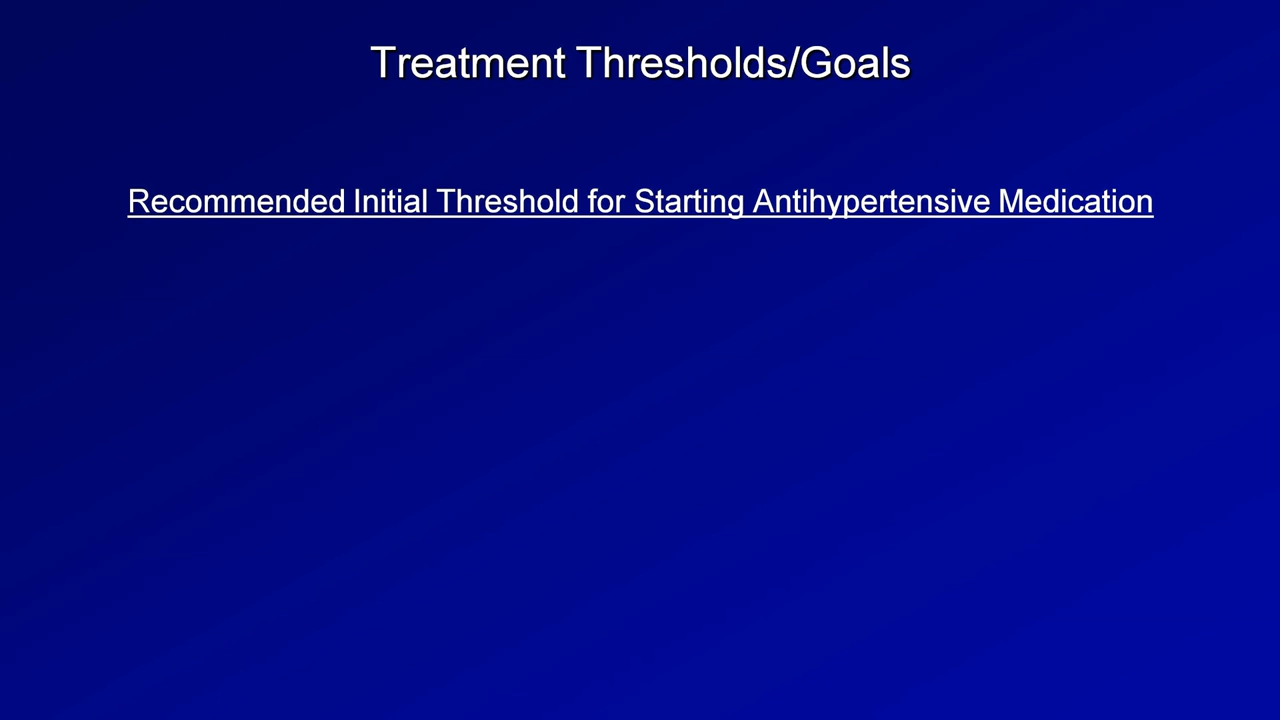 Treatment Thresholds/Goals
Recommended Initial Threshold for Starting Antihypertensive Medication